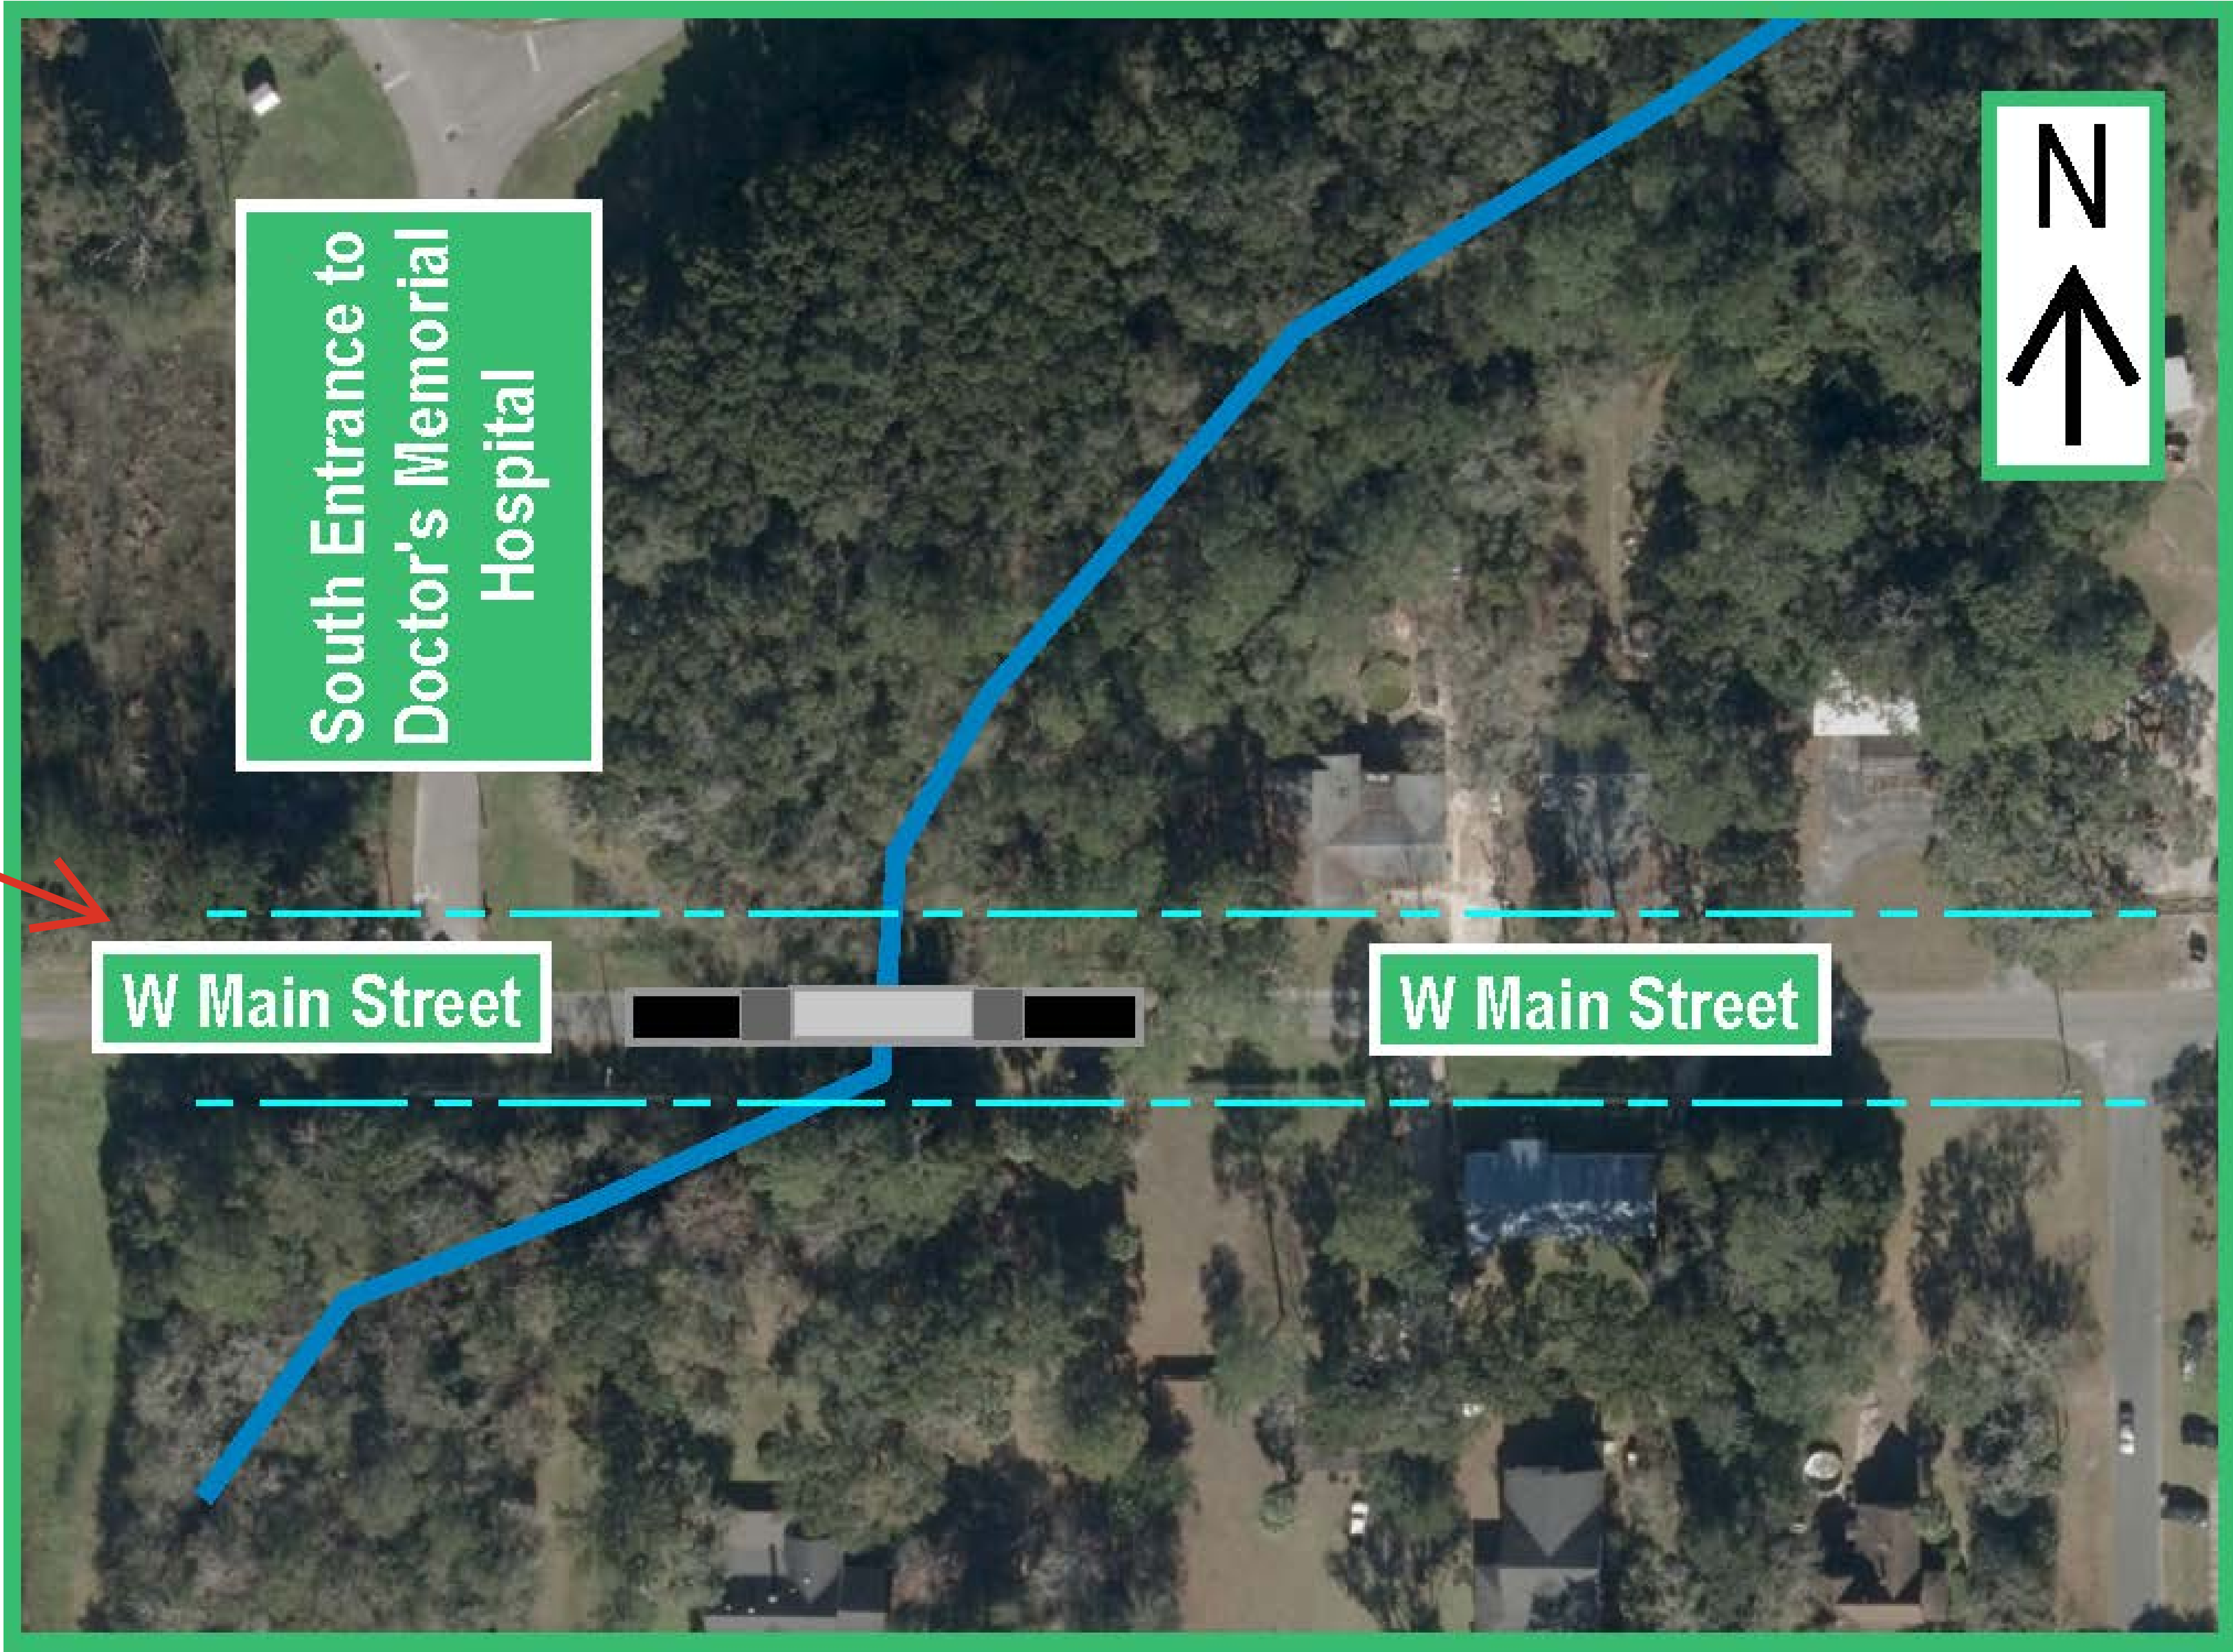 N
South Entrance to
Doctor's Memorial
Hospital
W Main Street
W Main Street